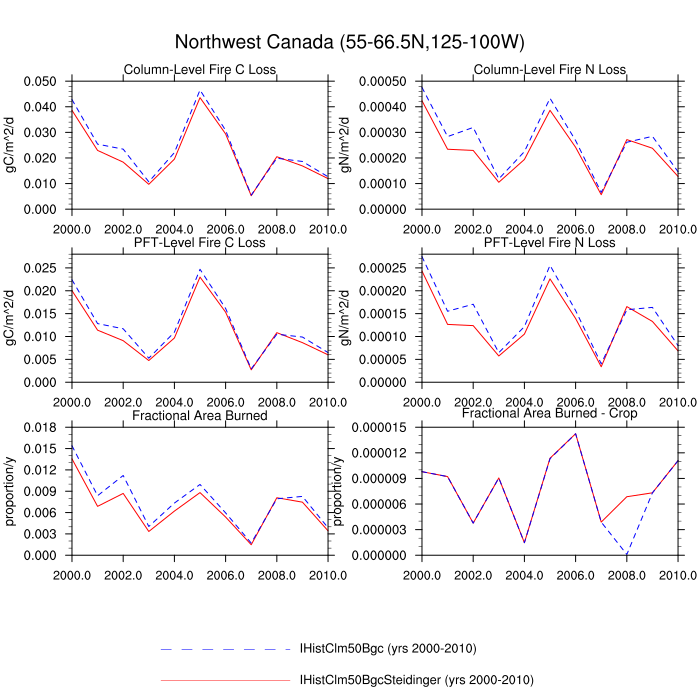 Northwest Canada (55-66.5N,125-100W)
Column-Level Fire C Loss
gC/m^2/d
0.050
0.040
0.030
0.020
0.010
0.000
2000.0 2002.0 2004.0 2006.0 2008.0 2010.0
Column-Level Fire N Loss
gN/m^2/d
0.00050
0.00040
0.00030
0.00020
0.00010
0.00000
2000.0 2002.0 2004.0 2006.0 2008.0 2010.0
PFT-Level Fire C Loss
gC/m^2/d
0.025
0.020
0.015
0.010
0.005
0.000
2000.0 2002.0 2004.0 2006.0 2008.0 2010.0
PFT-Level Fire N Loss
gN/m^2/d
0.00025
0.00020
0.00015
0.00010
0.00005
0.00000
2000.0 2002.0 2004.0 2006.0 2008.0 2010.0
Fractional Area Burned
proportion/y
0.018
0.015
0.012
0.009
0.006
0.003
0.000
2000.0 2002.0 2004.0 2006.0 2008.0 2010.0
Fractional Area Burned - Crop
proportion/y
0.000015
0.000012
0.000009
0.000006
0.000003
0.000000
2000.0 2002.0 2004.0 2006.0 2008.0 2010.0
IHistClm50Bgc (yrs 2000-2010)
IHistClm50BgcSteidinger (yrs 2000-2010)